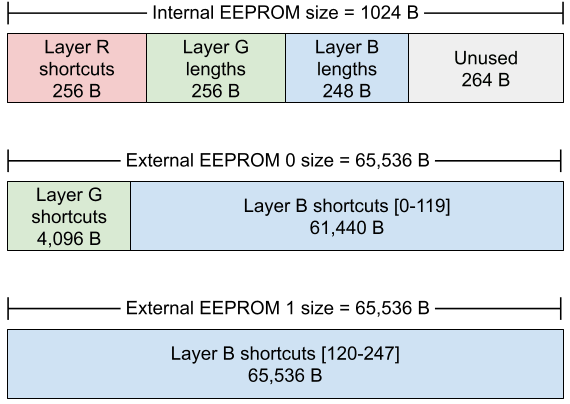 Internal EEPROM size = 1024 B
Layer R
shortcuts
256 B
Layer G
lengths
256 B
Layer B
lengths
248 B
Unused
264 B
External EEPROM 0 size = 65,536 B
Layer G
shortcuts
4,096 B
Layer B shortcuts [0-119]
61,440 B
External EEPROM 1 size = 65,536 B
Layer B shortcuts [120-247]
65,536 B